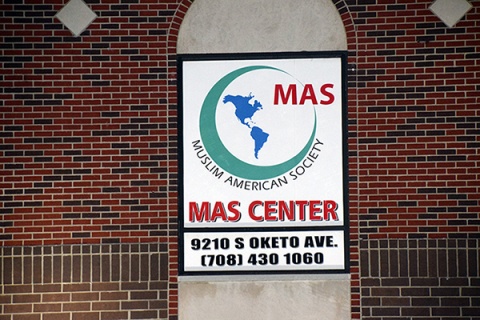 MAS
MUSLIM AMERICAN SOCIETY
MAS CENTER
9210 S OKETO AVE.
(708) 430 1060